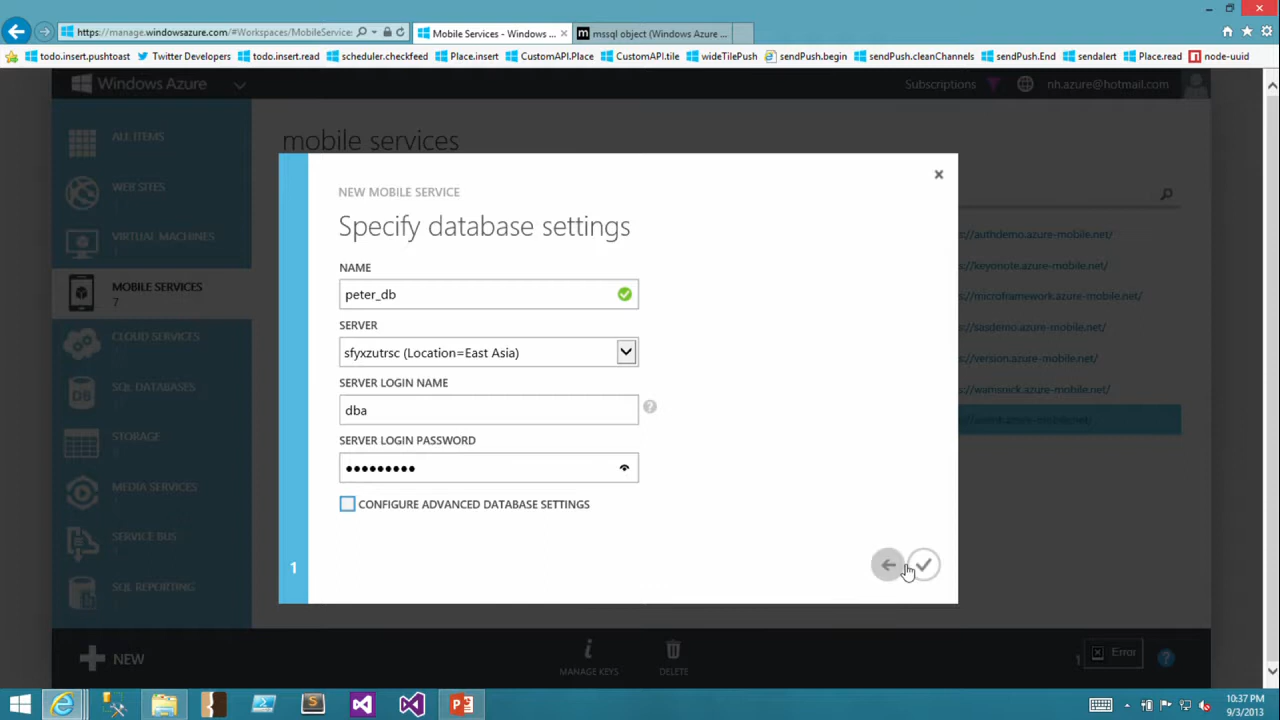 https://manage.windowsazure.com/#Workspaces/MobileService
Mobile Services - Windows ...
mssql object (Windows Azure ...
todo.insert.pushtoast
Twitter Developers
todo.insert.read
scheduler.checkfeed
Place.insert
CustomAPI.Place
CustomAPI.tile
wideTilePush
sendPush.begin
sendPush.cleanChannels
sendPush.End
sendalert
Place.read
node-uuid
Windows Azure
Subscriptions
nh.azure@hotmail.com
ALL ITEMS
WEB SITES
VIRTUAL MACHINES
MOBILE SERVICES
7
CLOUD SERVICES
SQL DATABASES
STORAGE
MEDIA SERVICES
SERVICE BUS
SQL REPORTING
mobile services
s://authdemo.azure-mobile.net/
s://keyonote.azure-mobile.net/
s://microframework.azure-mobile.net/
s://sasdemo.azure-mobile.net/
s://version.azure-mobile.net/
s://wamsrick.azure-mobile.net/
NEW MOBILE SERVICE
Specify database settings
NAME
peter_db
SERVER
sfyxzutrsc (Location=East Asia)
SERVER LOGIN NAME
dba
SERVER LOGIN PASSWORD
●●●●●●●●●
CONFIGURE ADVANCED DATABASE SETTINGS
1
NEW
MANAGE KEYS
DELETE
1
Error
10:37 PM
9/3/2013